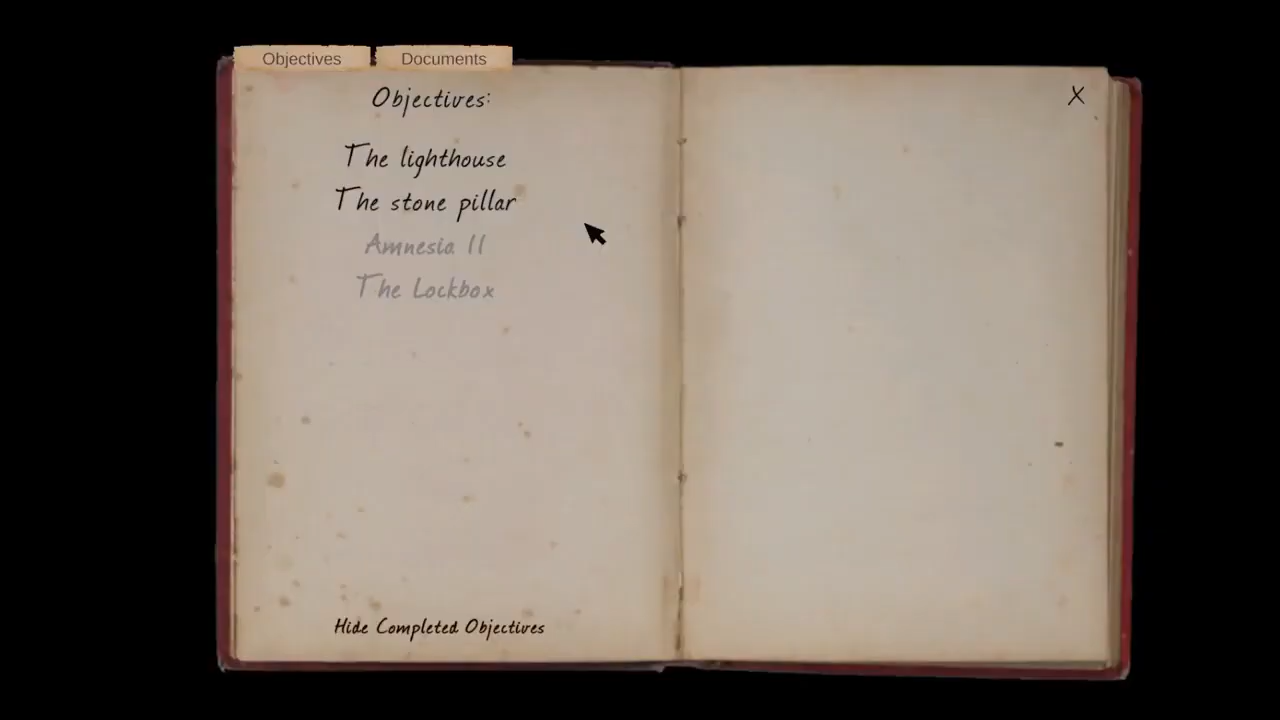 Objectives
Documents
Objectives:
X
The lighthouse
The stone pillar
Amnesia II
The Lockbox
Hide Completed Objectives